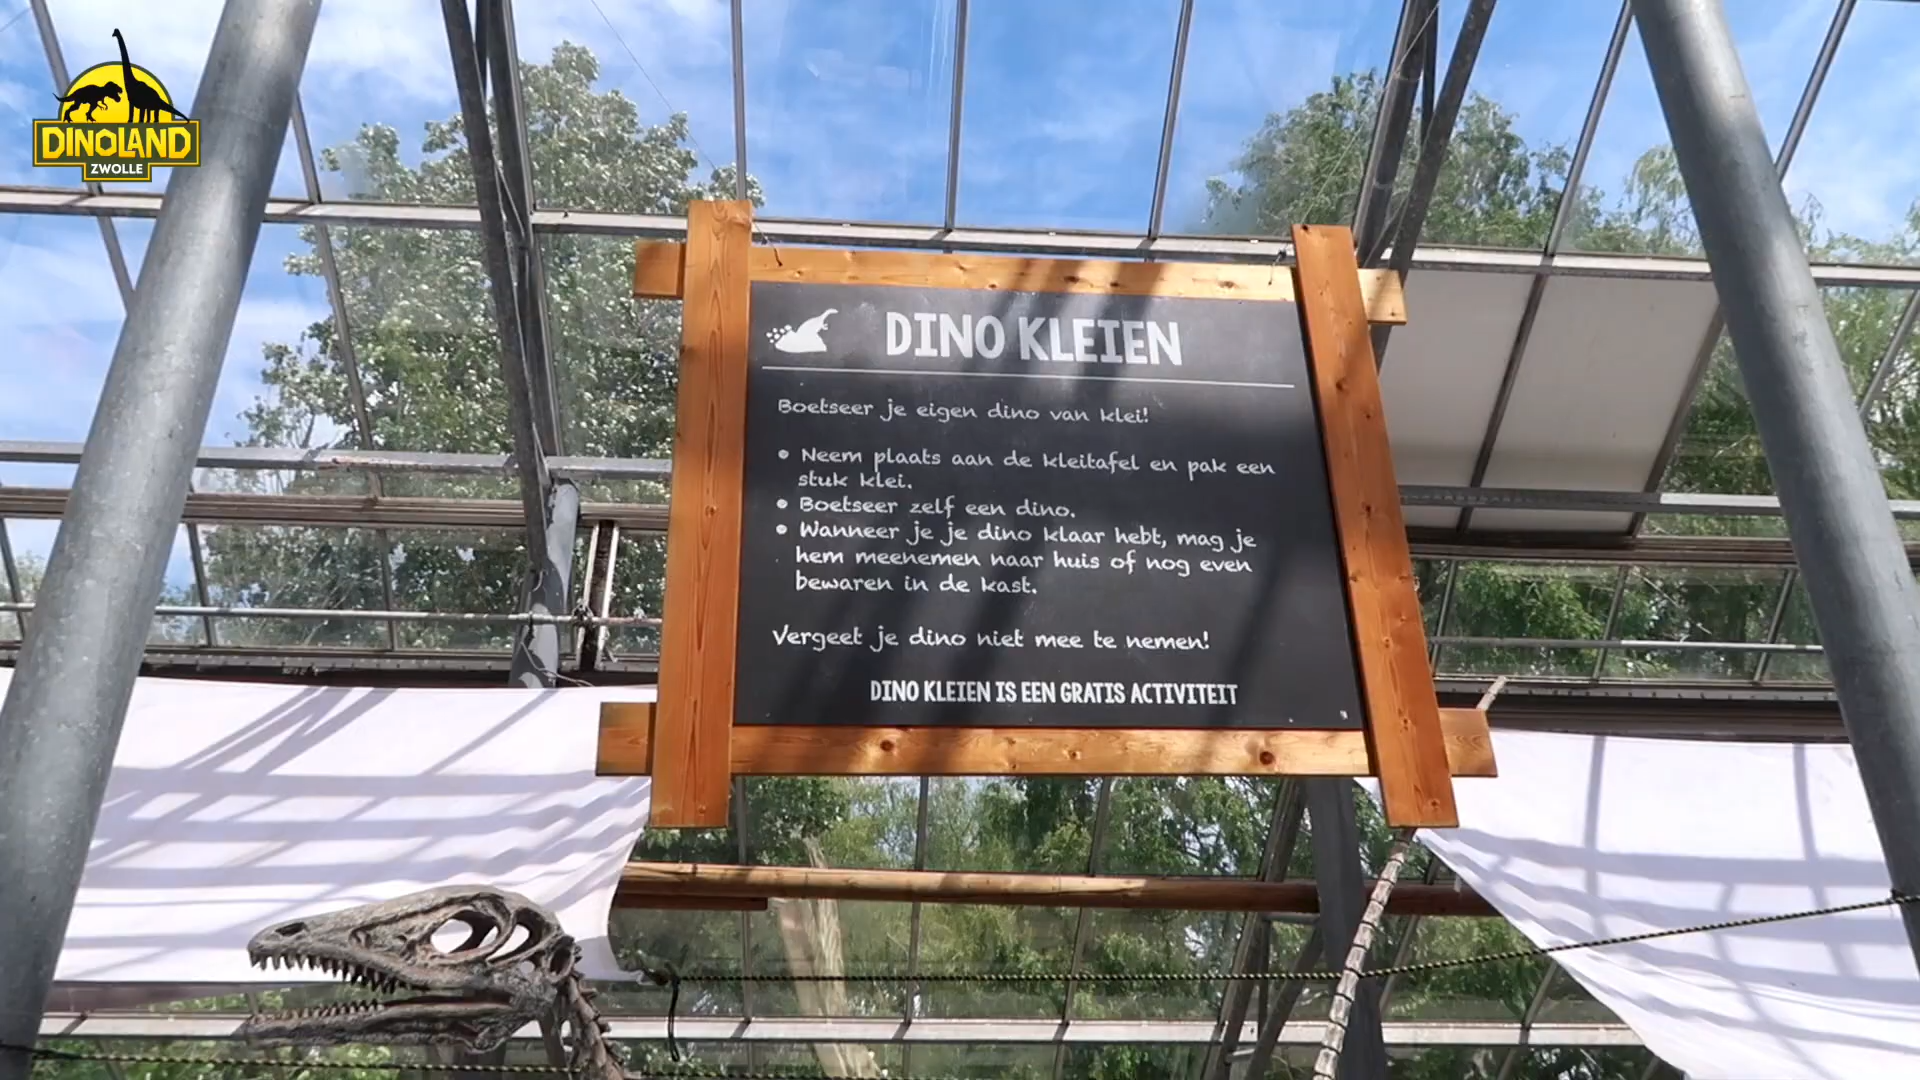 DINOLAND
ZWOLLE
DINO KLEIEN
Boetseer je eigen dino van klei!
• Neem plaats aan de kleitafel en pak een
stuk klei.
• Boetseer zelf een dino.
• Wanneer je je dino klaar hebt, mag je
hem meenemen naar huis of nog even
bewaren in de kast.
Vergeet je dino niet mee te nemen!
DINO KLEIEN IS EEN GRATIS ACTIVITEIT